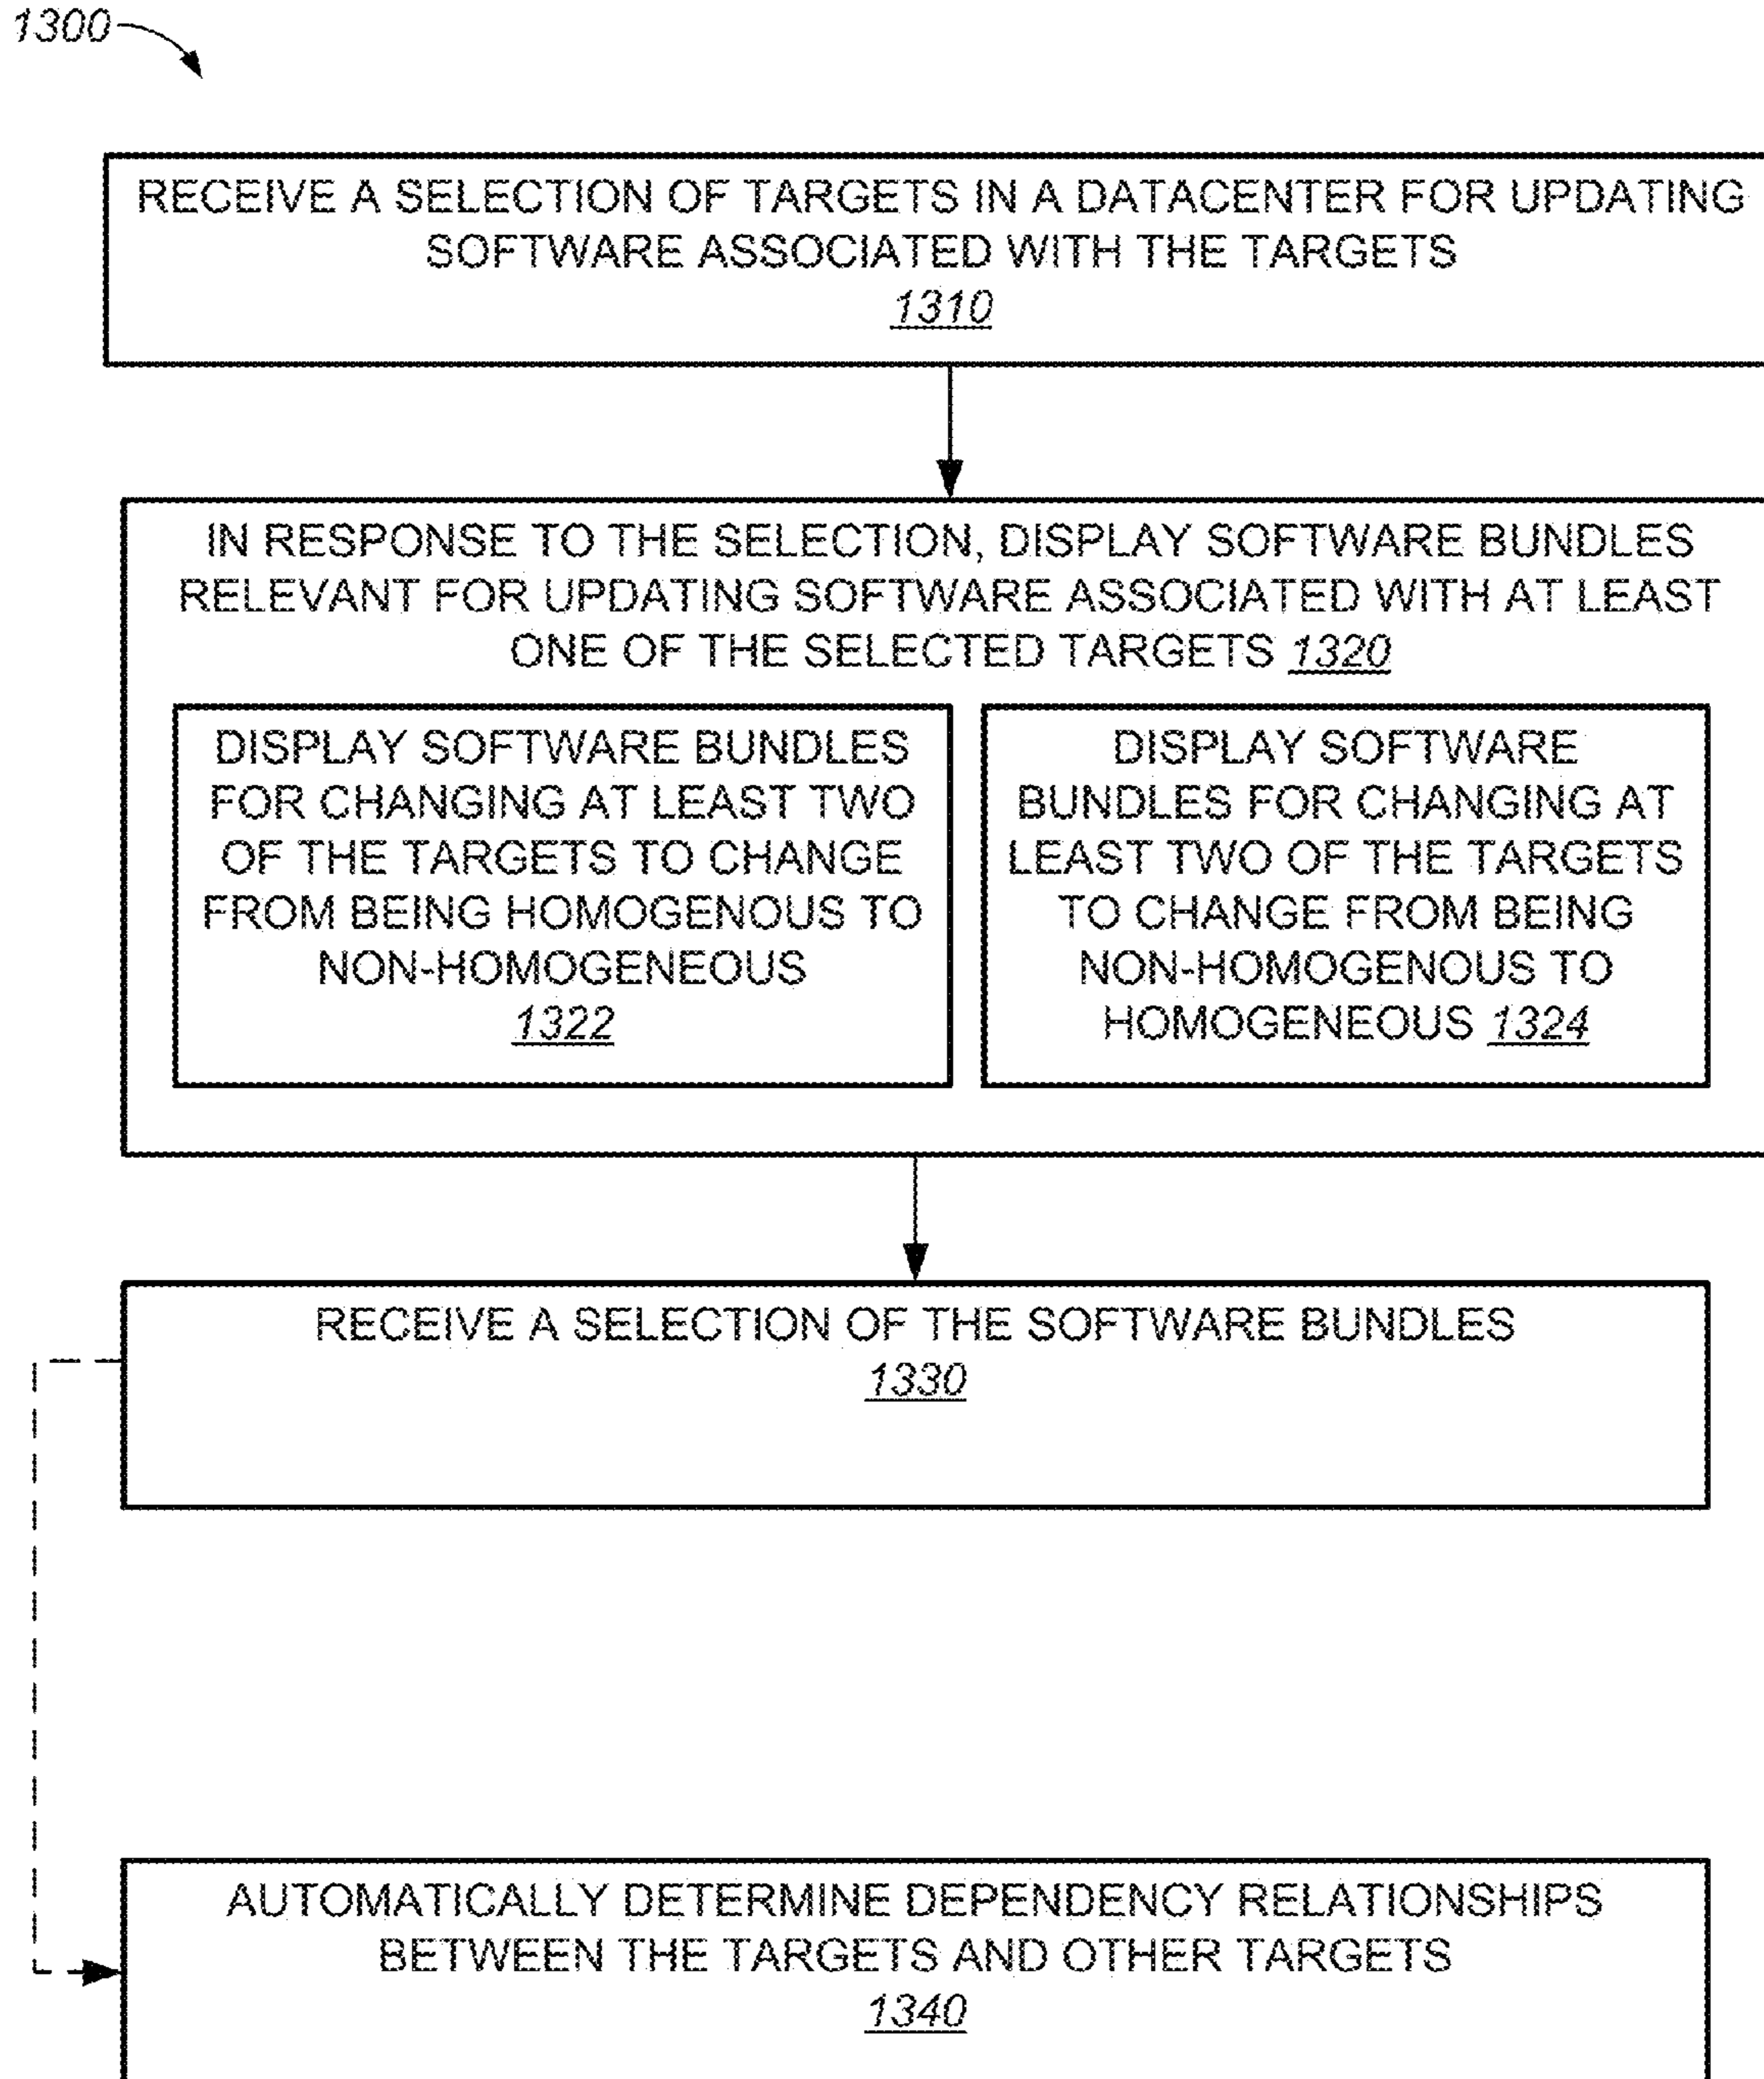 1300
RECEIVE A SELECTION OF TARGETS IN A DATACENTER FOR UPDATING
SOFTWARE ASSOCIATED WITH THE TARGETS
1310
IN RESPONSE TO THE SELECTION, DISPLAY SOFTWARE BUNDLES
RELEVANT FOR UPDATING SOFTWARE ASSOCIATED WITH AT LEAST
ONE OF THE SELECTED TARGETS 1320
DISPLAY SOFTWARE BUNDLES
FOR CHANGING AT LEAST TWO
OF THE TARGETS TO CHANGE
FROM BEING HOMOGENOUS TO
NON-HOMOGENEOUS
1322
DISPLAY SOFTWARE
BUNDLES FOR CHANGING AT
LEAST TWO OF THE TARGETS
TO CHANGE FROM BEING
NON-HOMOGENOUS TO
HOMOGENEOUS 1324
RECEIVE A SELECTION OF THE SOFTWARE BUNDLES
1330
AUTOMATICALLY DETERMINE DEPENDENCY RELATIONSHIPS
BETWEEN THE TARGETS AND OTHER TARGETS
1340